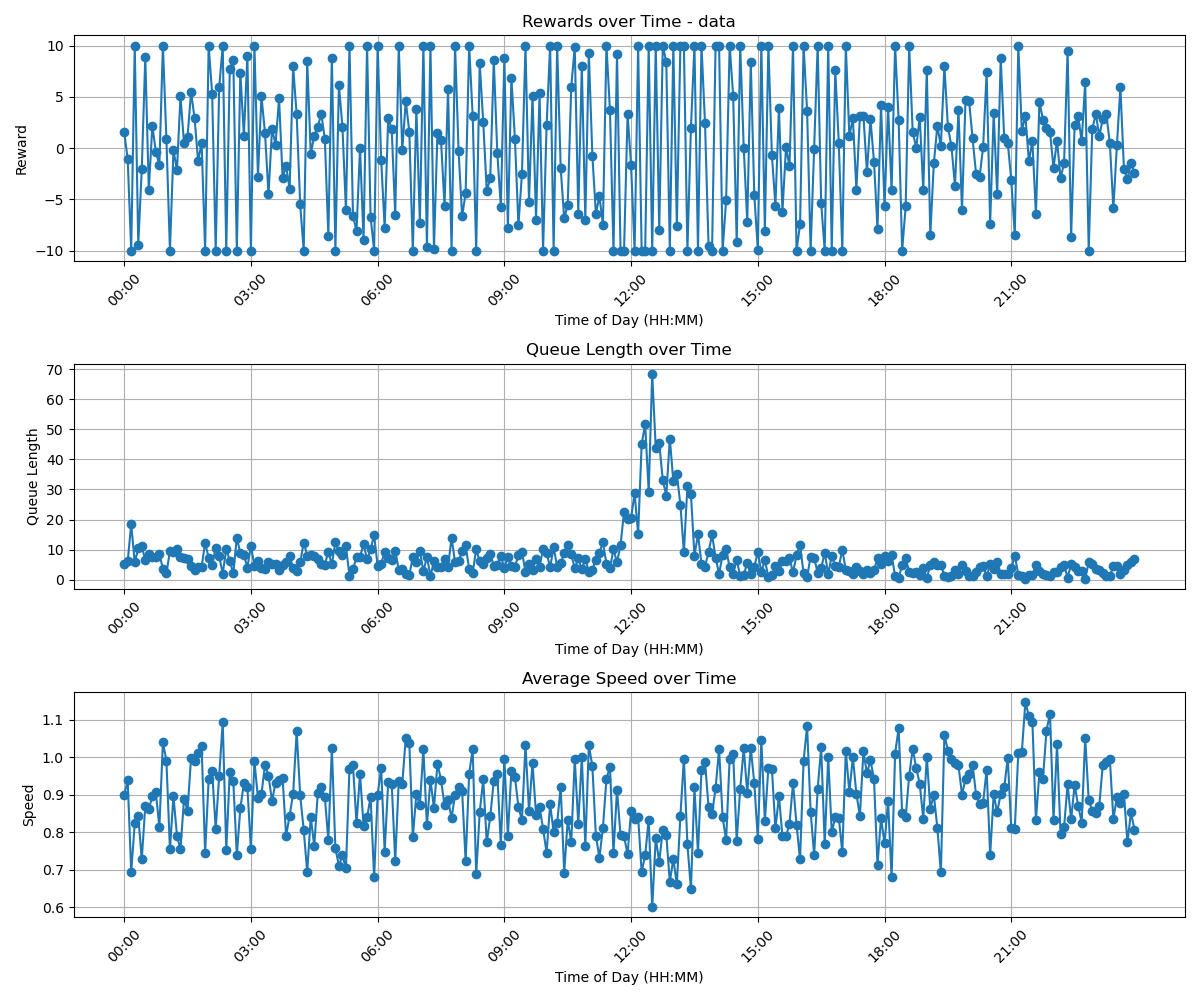 Rewards over Time - data
10
5
0
−5
−10
Reward
00:00 03:00 06:00 09:00 12:00 15:00 18:00 21:00
Time of Day (HH:MM)
Queue Length over Time
70
60
50
40
30
20
10
0
Queue Length
00:00 03:00 06:00 09:00 12:00 15:00 18:00 21:00
Time of Day (HH:MM)
Average Speed over Time
1.1
1.0
0.9
0.8
0.7
0.6
Speed
00:00 03:00 06:00 09:00 12:00 15:00 18:00 21:00
Time of Day (HH:MM)